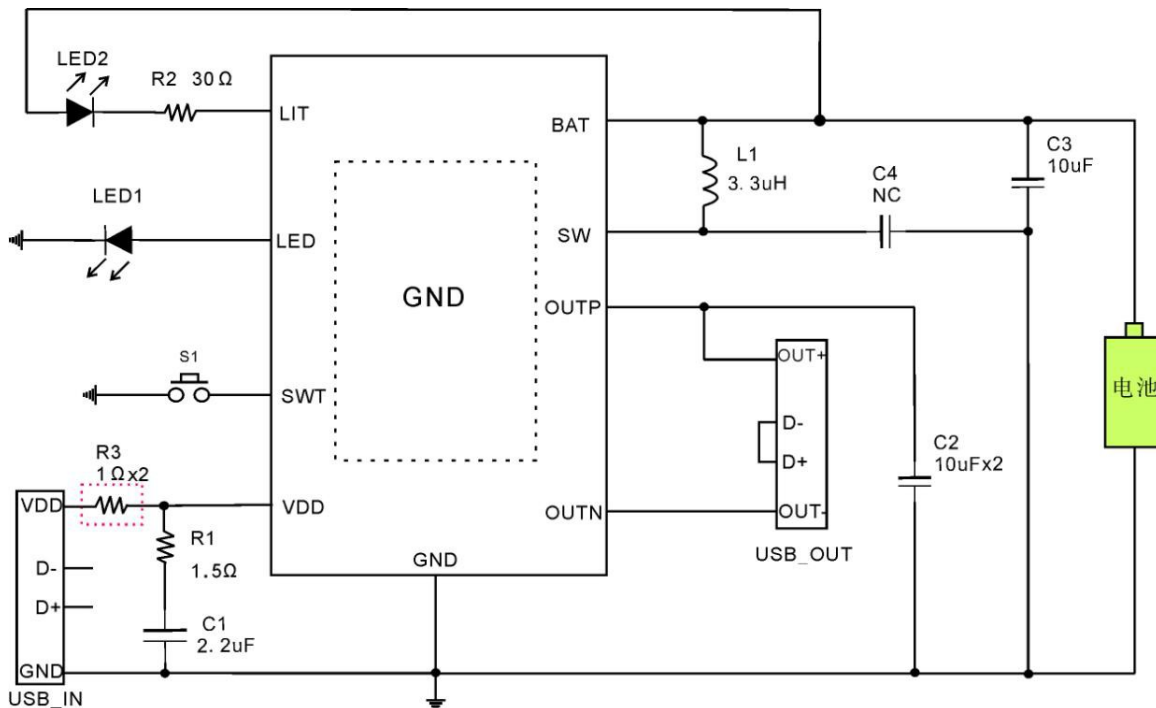 LED2
R2 30Ω
LIT
BAT
C3
10uF
L1
3.3uH
C4
NC
LED1
LED
SW
GND
OUTP
S1
SWT
OUT+
电池
D-
D+
C2
10uFx2
R3
1Ωx2
VDD
VDD
OUTN
OUT-
R1
1.5Ω
USB_OUT
GND
D-
D+
C1
2.2uF
GND
USB_IN